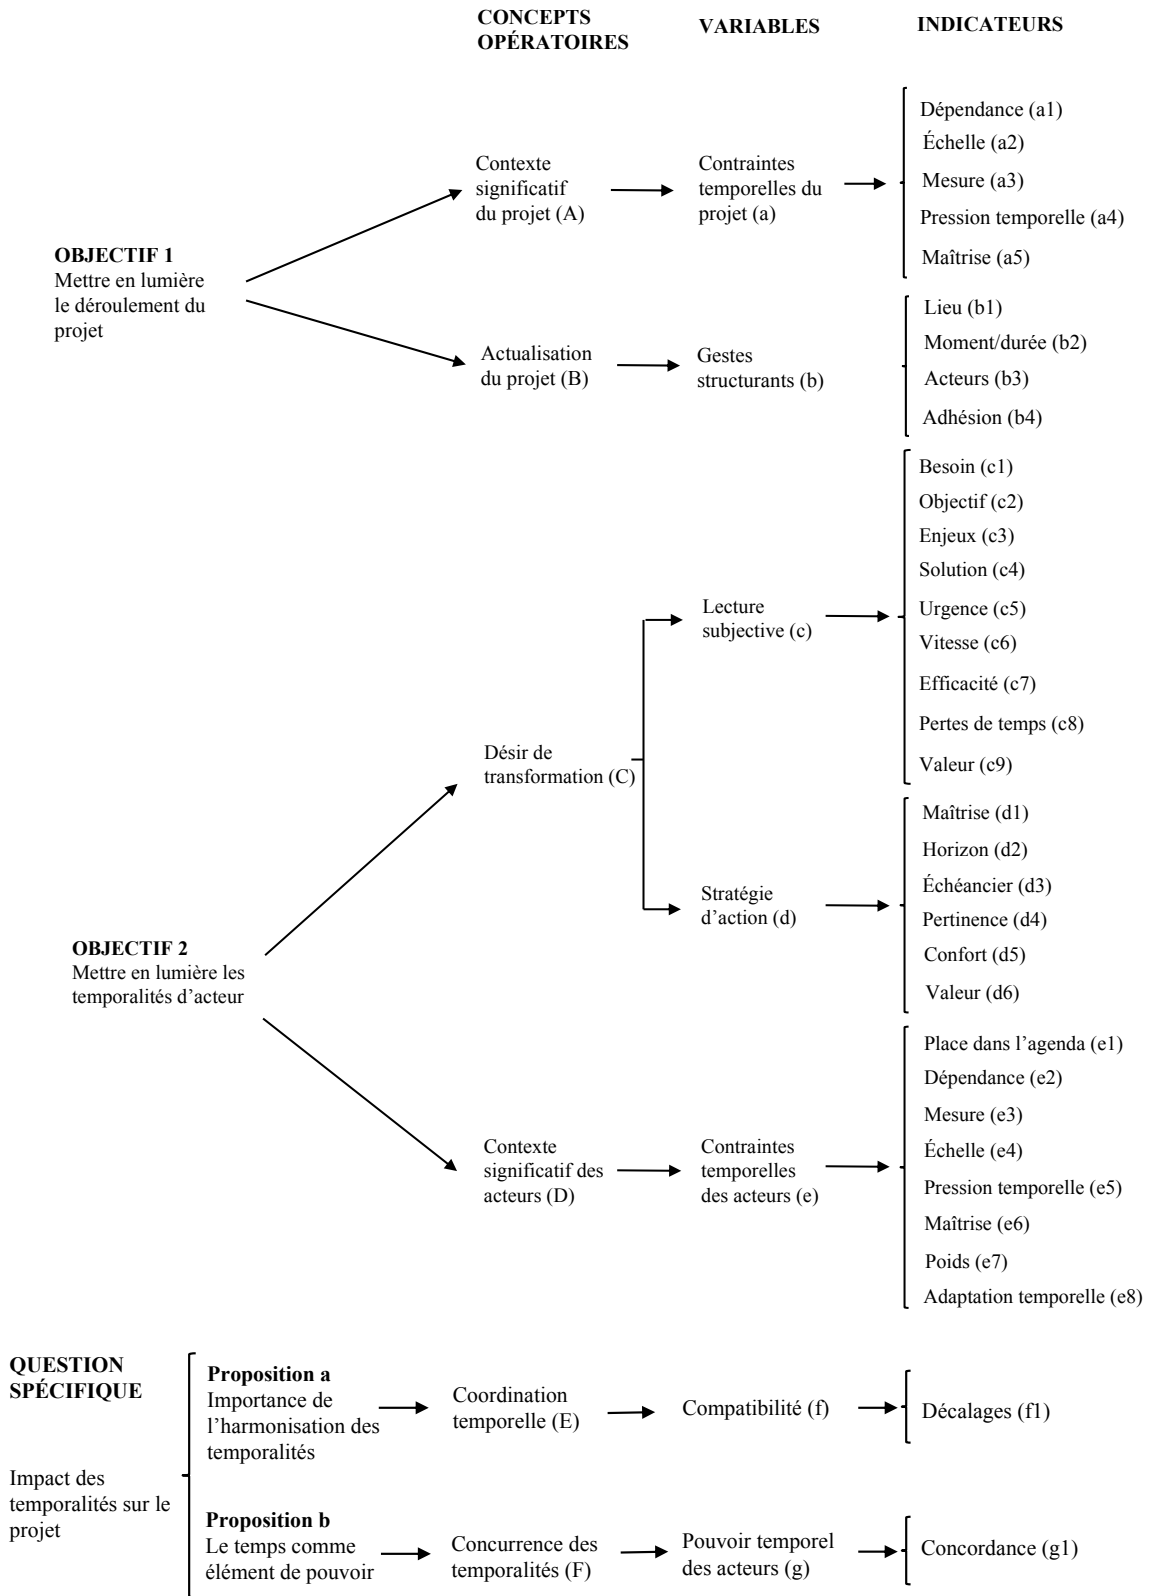 CONCEPTS
OPÉRATOIRES
VARIABLES
INDICATEURS
OBJECTIF 1
Mettre en lumière
le déroulement du
projet
Contexte
significatif
du projet (A)
Contraintes
temporelles du
projet (a)
Dépendance (a1)
Échelle (a2)
Mesure (a3)
Pression temporelle (a4)
Maîtrise (a5)
Actualisation
du projet (B)
Gestes
structurants (b)
Lieu (b1)
Moment/durée (b2)
Acteurs (b3)
Adhésion (b4)
OBJECTIF 2
Mettre en lumière les
temporalités d’acteur
Désir de
transformation (C)
Lecture
subjective (c)
Besoin (c1)
Objectif (c2)
Enjeux (c3)
Solution (c4)
Urgence (c5)
Vitesse (c6)
Efficacité (c7)
Pertes de temps (c8)
Valeur (c9)
Stratégie
d’action (d)
Maîtrise (d1)
Horizon (d2)
Échéancier (d3)
Pertinence (d4)
Confort (d5)
Valeur (d6)
Contexte
significatif des
acteurs (D)
Contraintes
temporelles
des acteurs (e)
Place dans l’agenda (e1)
Dépendance (e2)
Mesure (e3)
Échelle (e4)
Pression temporelle (e5)
Maîtrise (e6)
Poids (e7)
Adaptation temporelle (e8)
QUESTION
SPÉCIFIQUE
Impact des
temporalités sur le
projet
Proposition a
Importance de
l’harmonisation des
temporalités
Coordination
temporelle (E)
Compatibilité (f)
Décalages (f1)
Proposition b
Le temps comme
élément de pouvoir
Concurrence des
temporalités (F)
Pouvoir temporel
des acteurs (g)
Concordance (g1)